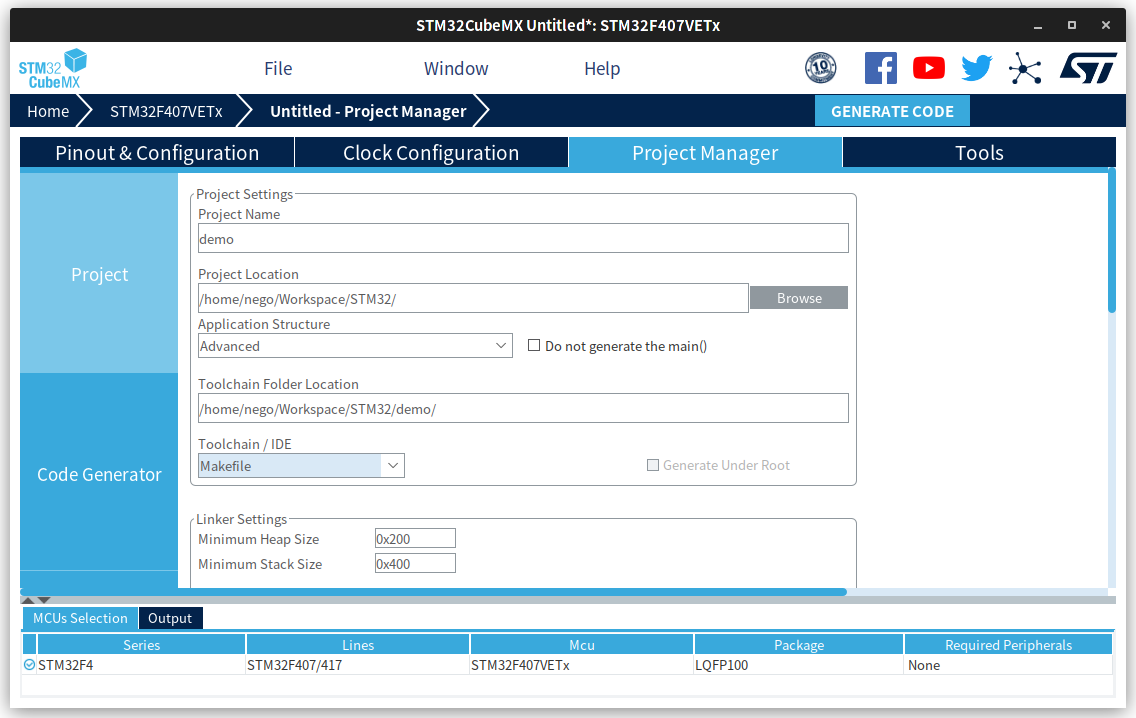 STM32CubeMX Untitled*: STM32F407VETx
STM32
CubeMX
File Window Help
10
ST
Home STM32F407VETx Untitled - Project Manager GENERATE CODE
Pinout & Configuration Clock Configuration Project Manager Tools
Project
Code Generator
Project Settings
Project Name
demo
Project Location
/home/nego/Workspace/STM32/ Browse
Application Structure
Advanced Do not generate the main()
Toolchain Folder Location
/home/nego/Workspace/STM32/demo/
Toolchain / IDE
Makefile Generate Under Root
Linker Settings
Minimum Heap Size 0x200
Minimum Stack Size 0x400
MCUs Selection Output
Series Lines Mcu Package Required Peripherals
STM32F4 STM32F407/417 STM32F407VETx LQFP100 None